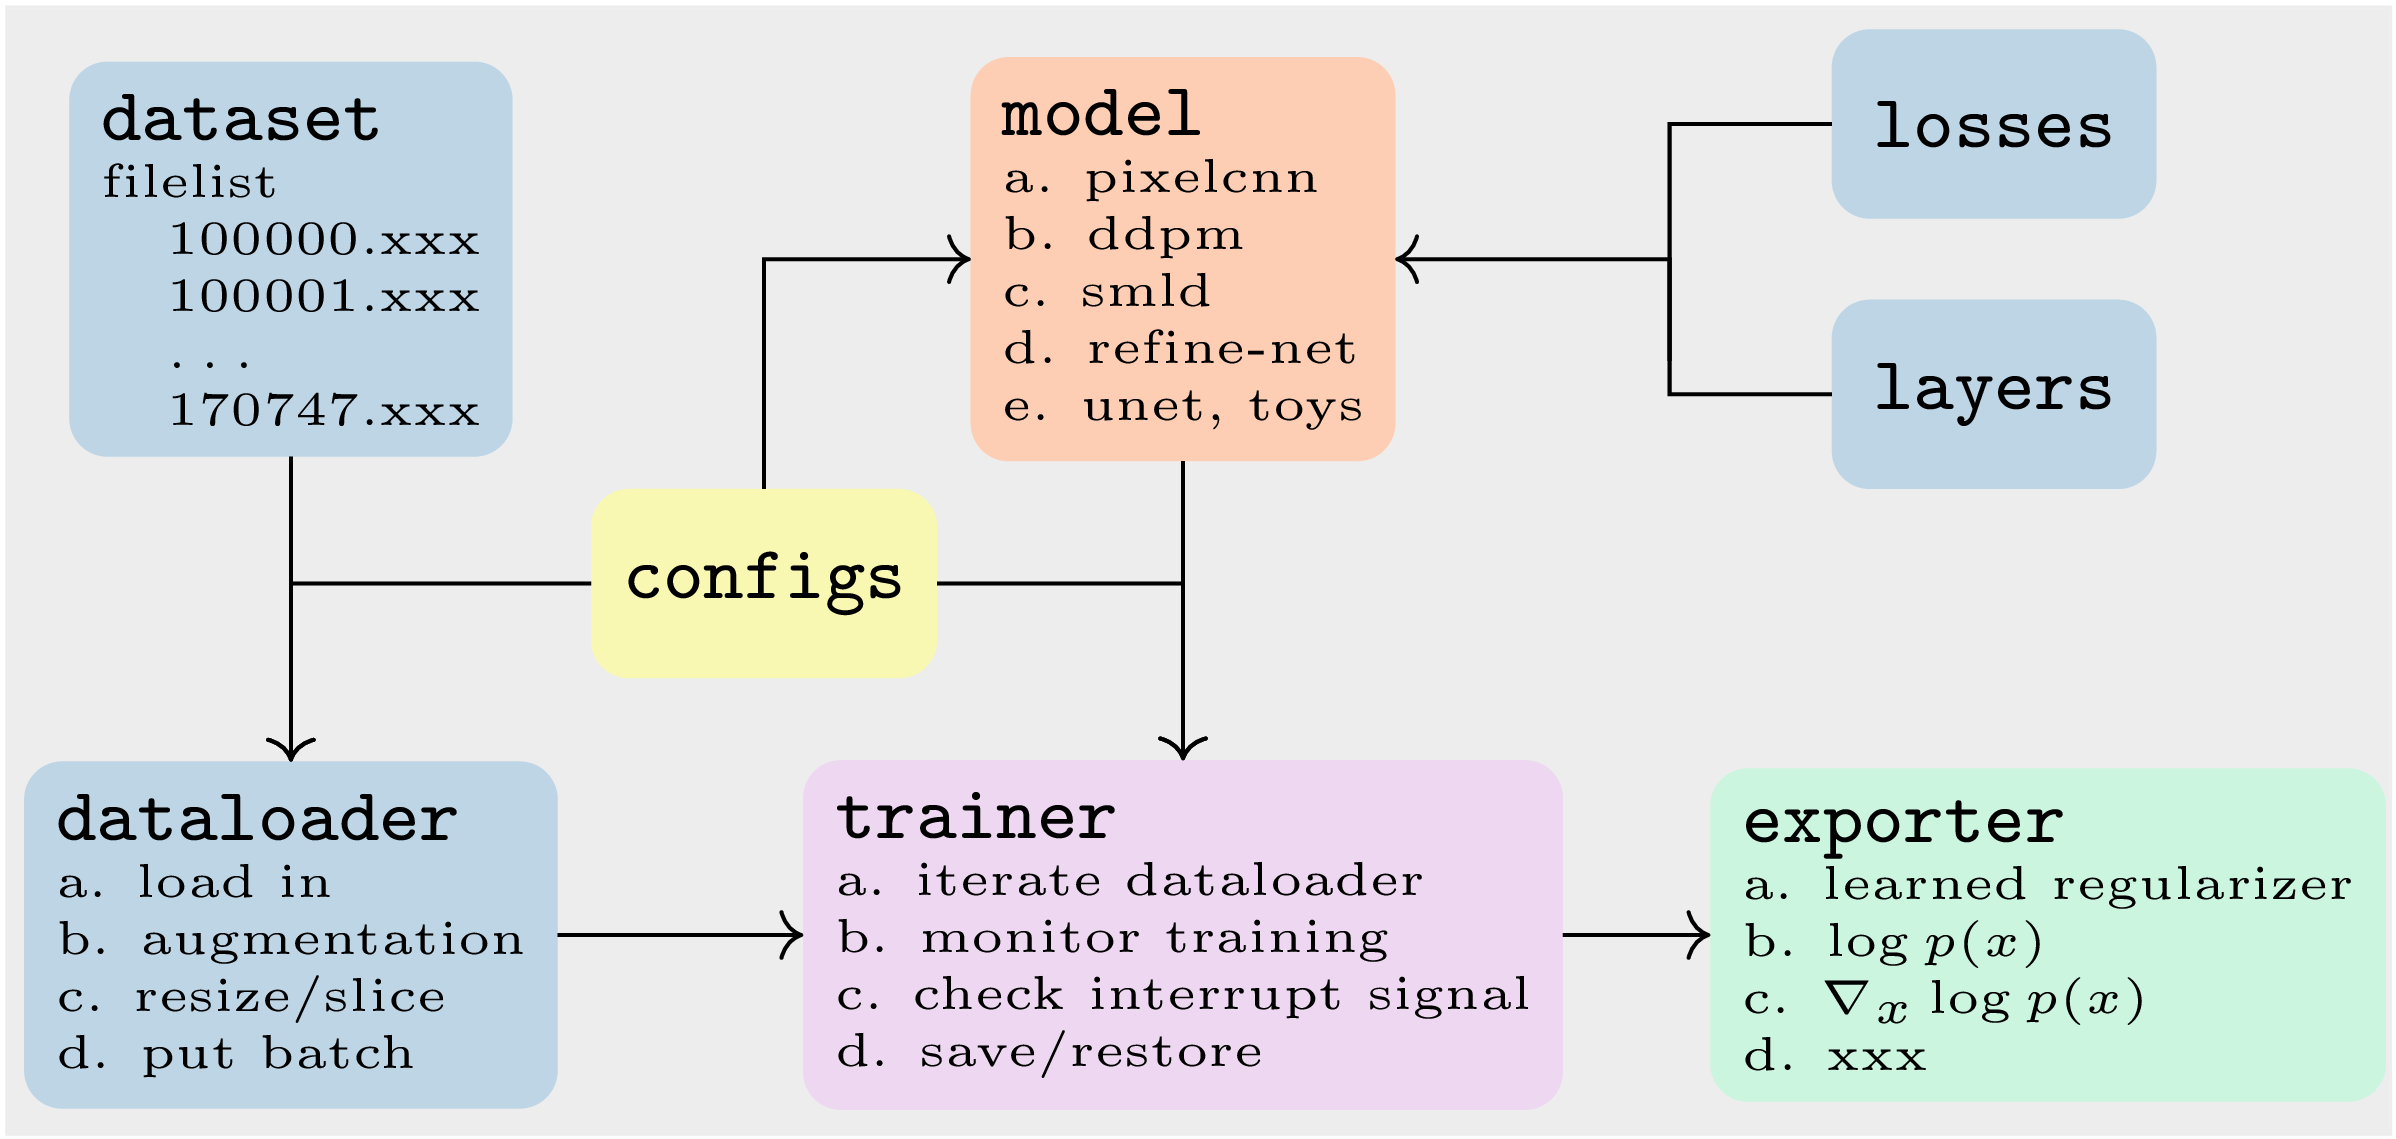 dataset
filelist
100000.xxx
100001.xxx
. . .
170747.xxx
model
a. pixelcnn
b. ddpm
c. smld
d. refine-net
e. unet, toys
losses
layers
configs
dataloader
a. load in
b. augmentation
c. resize/slice
d. put batch
trainer
a. iterate dataloader
b. monitor training
c. check interrupt signal
d. save/restore
exporter
a. learned regularizer
b. log p(x)
c. ∇x log p(x)
d. xxx